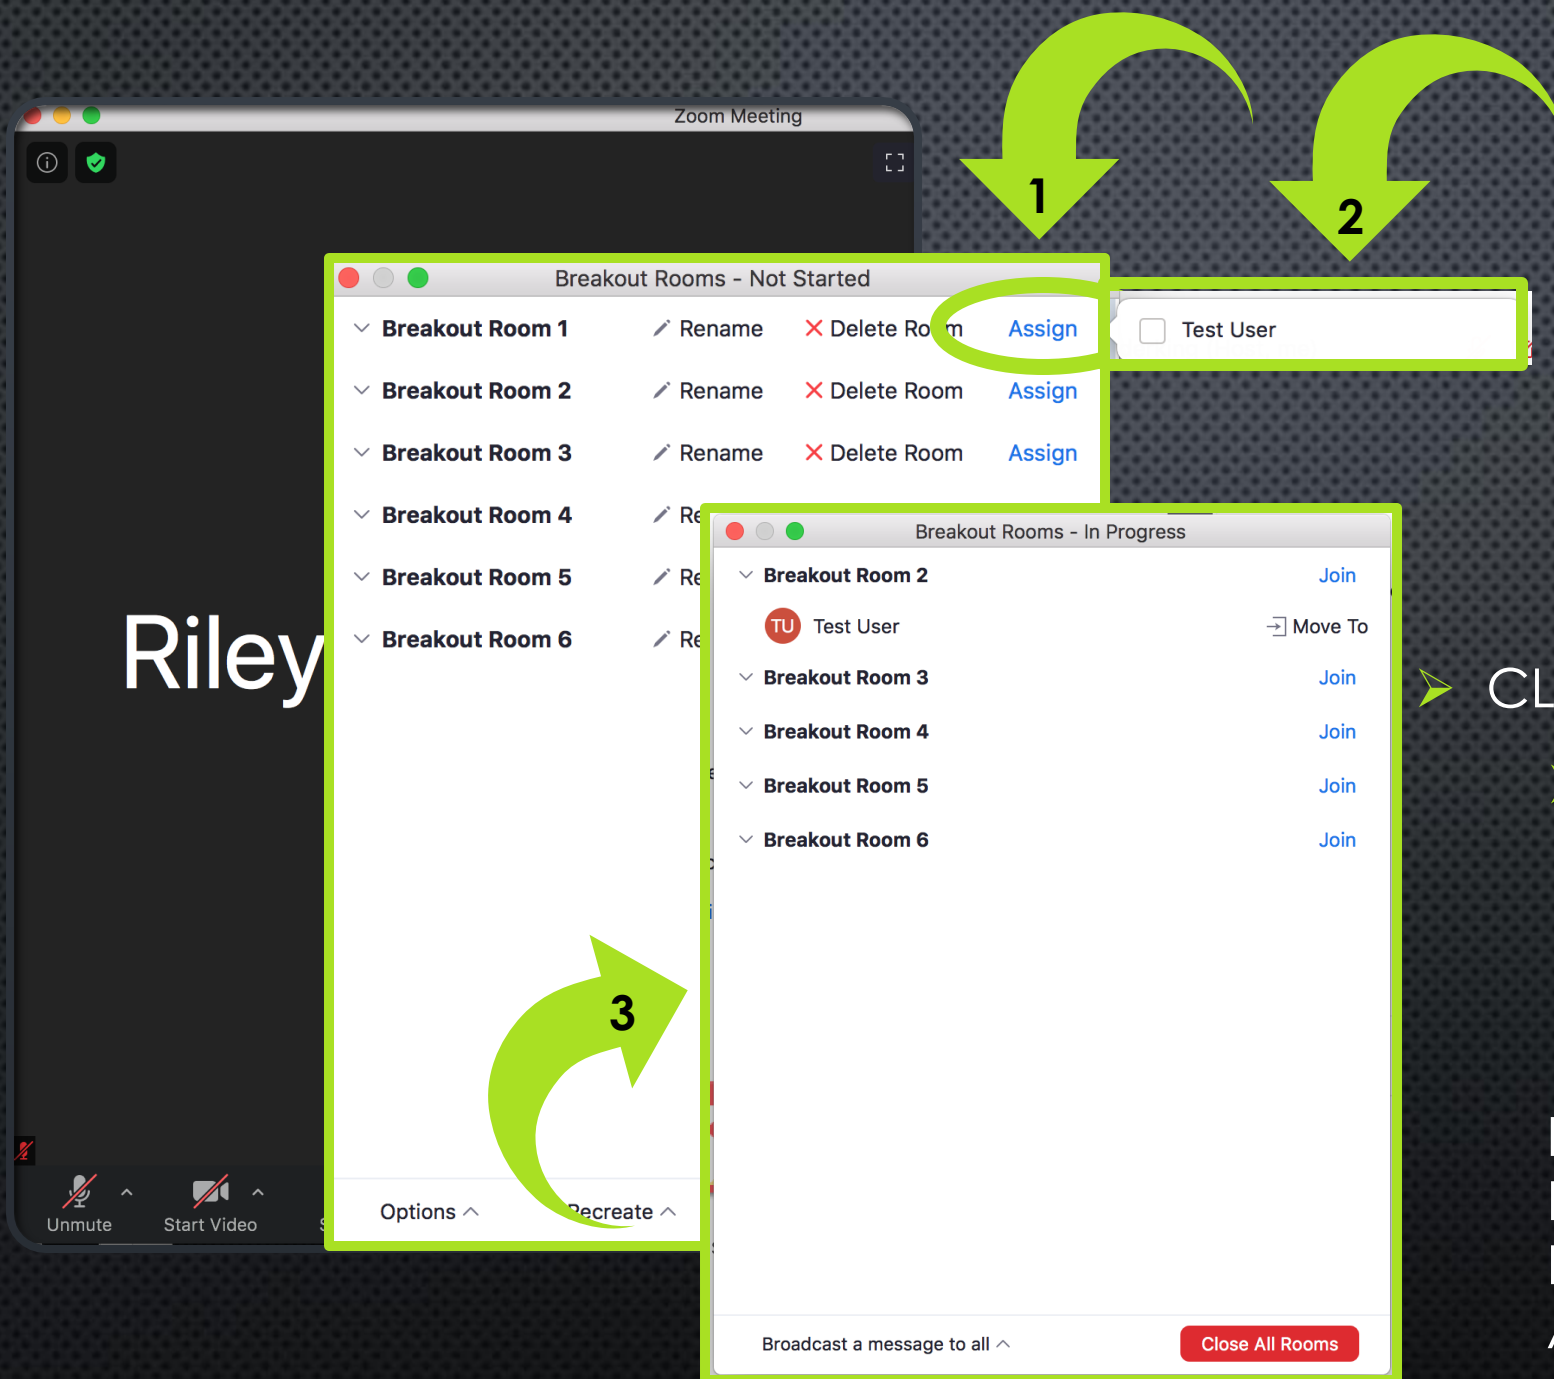 1
2
Zoom Meeting
Breakout Rooms - Not Started
Breakout Room 1 Rename Delete Room Assign
Test User
Breakout Room 2 Rename Delete Room Assign
Breakout Room 3 Rename Delete Room Assign
Breakout Room 4
Breakout Room 5
Breakout Room 6
Riley
Options
Recreate
Unmute
Start Video
3
Breakout Rooms - In Progress
Breakout Room 2 Join
TU Test User Move To
Breakout Room 3 Join
Breakout Room 4 Join
Breakout Room 5 Join
Breakout Room 6 Join
Broadcast a message to all
Close All Rooms
CL